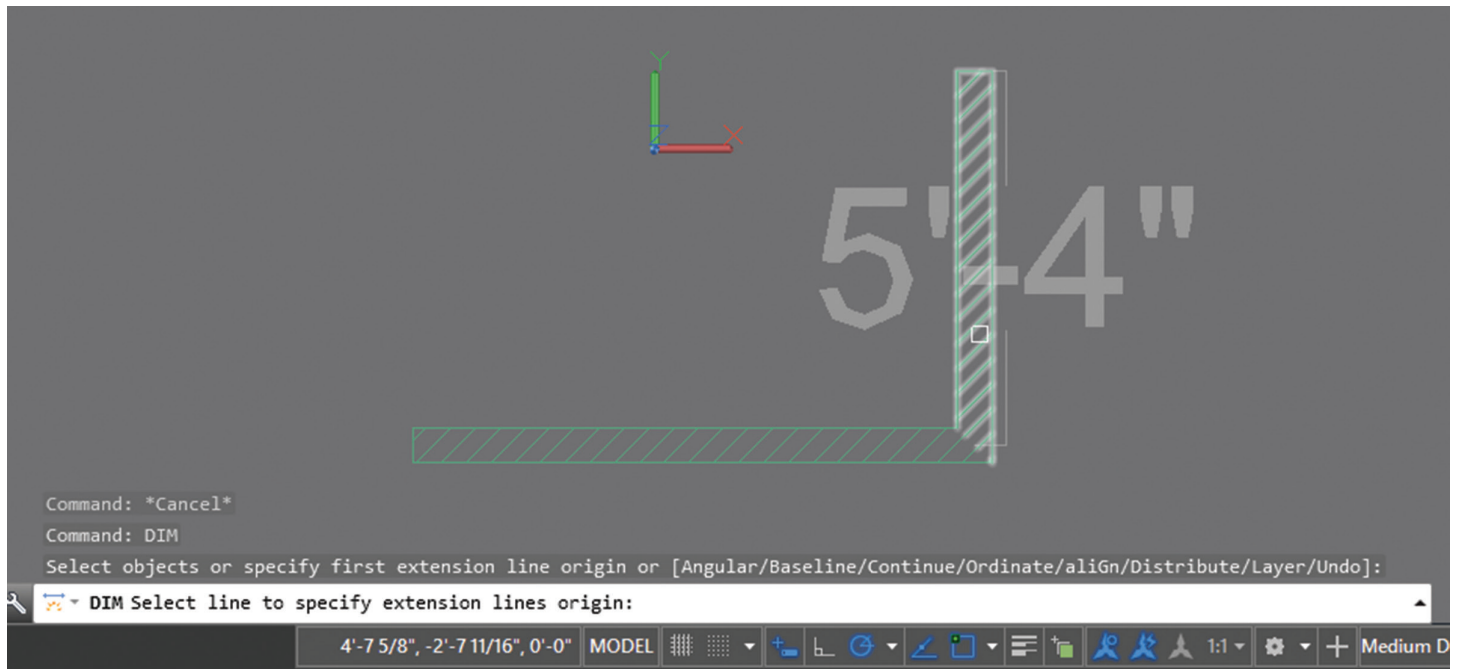 Y
Z X
5'-4"
Command: *Cancel*
Command: DIM
Select objects or specify first extension line origin or [Angular/Baseline/Continue/Ordinate/aliGn/Distribute/Layer/Undo]:
DIM Select line to specify extension lines origin:
4'-7 5/8", -2'-7 11/16", 0'-0" MODEL 1:1 Medium D